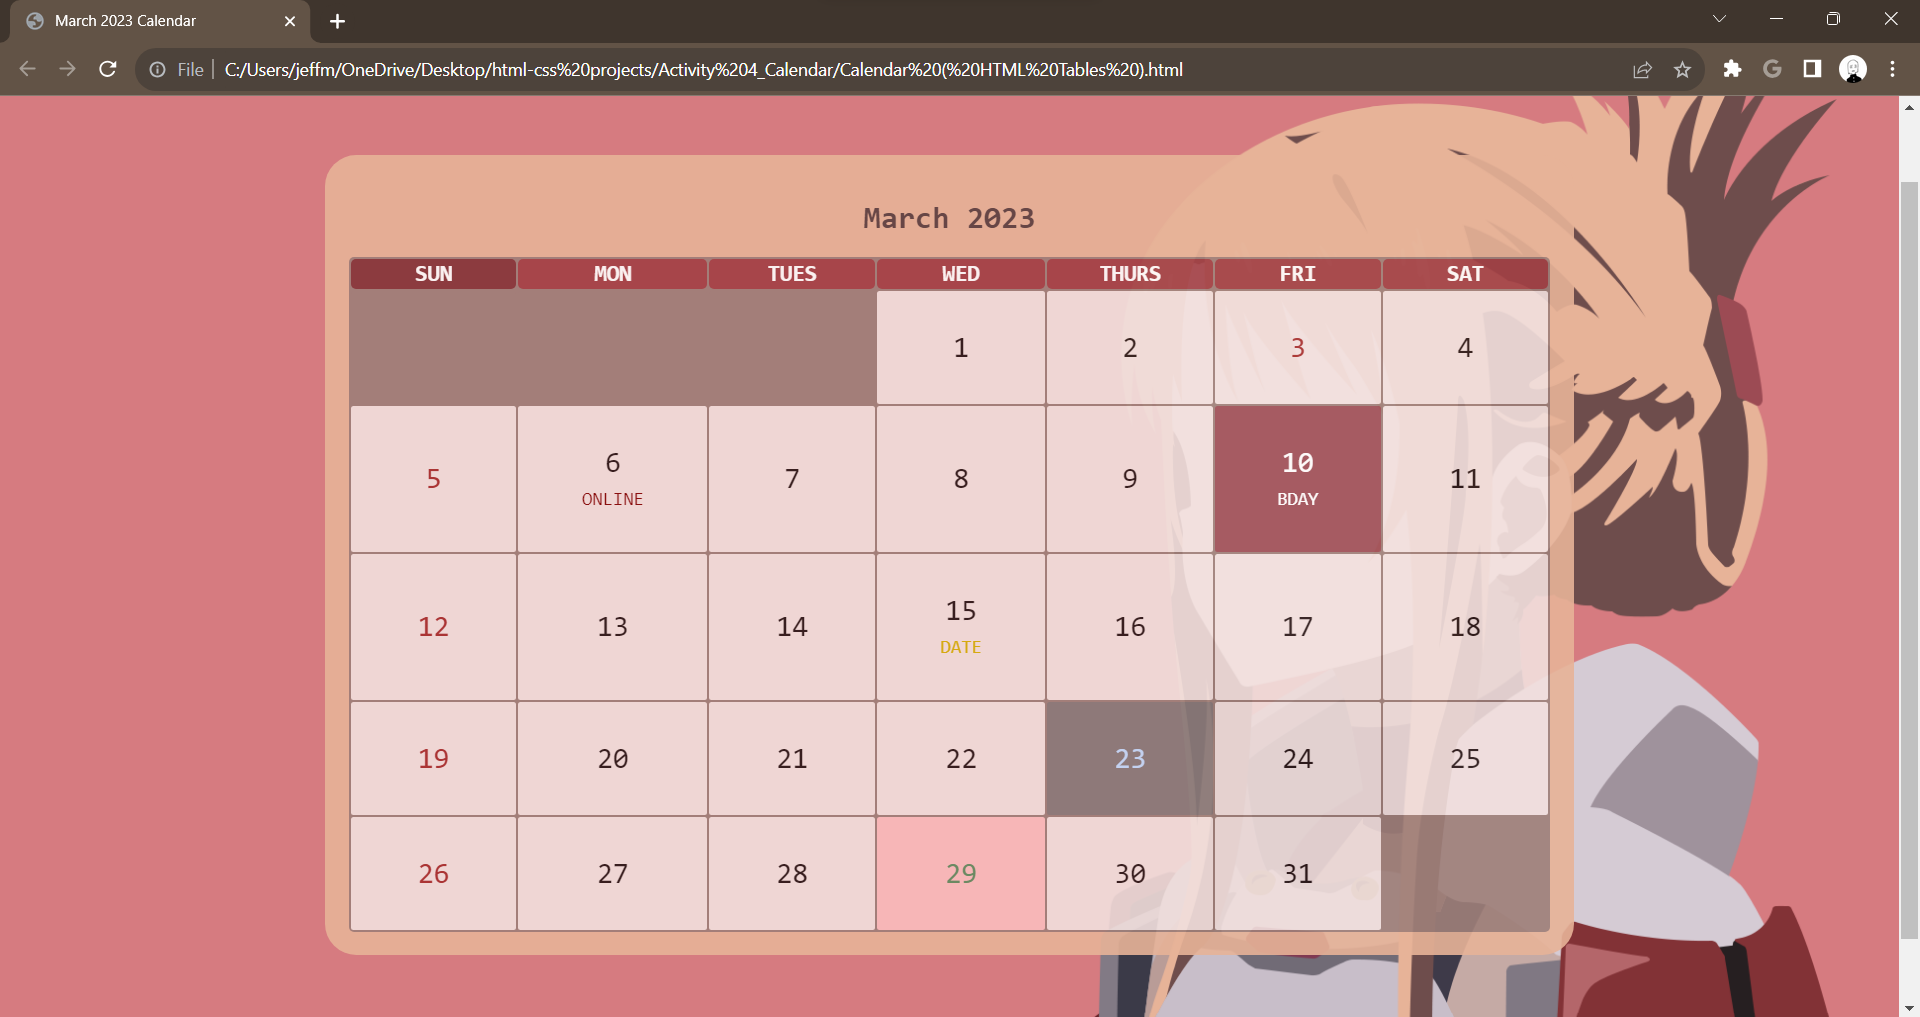 March 2023 Calendar
File C:/Users/jeffm/OneDrive/Desktop/html-css%20projects/Activity%204_Calendar/Calendar%20(%20HTML%20Tables%20).html
March 2023
SUN MON TUES WED THURS FRI SAT
1 2 3 4
5 6 7 8 9 10 11
ONLINE BDAY
12 13 14 15 16 17 18
DATE
19 20 21 22 23 24 25
26 27 28 29 30 31